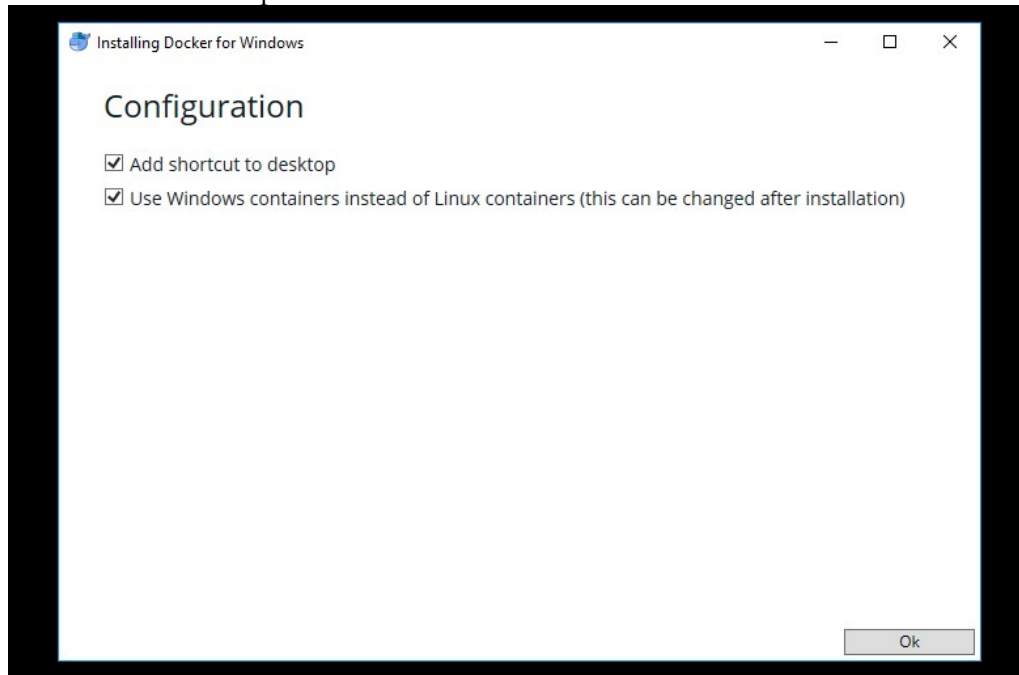 Installing Docker for Windows
Configuration
Add shortcut to desktop
Use Windows containers instead of Linux containers (this can be changed after installation)
Ok